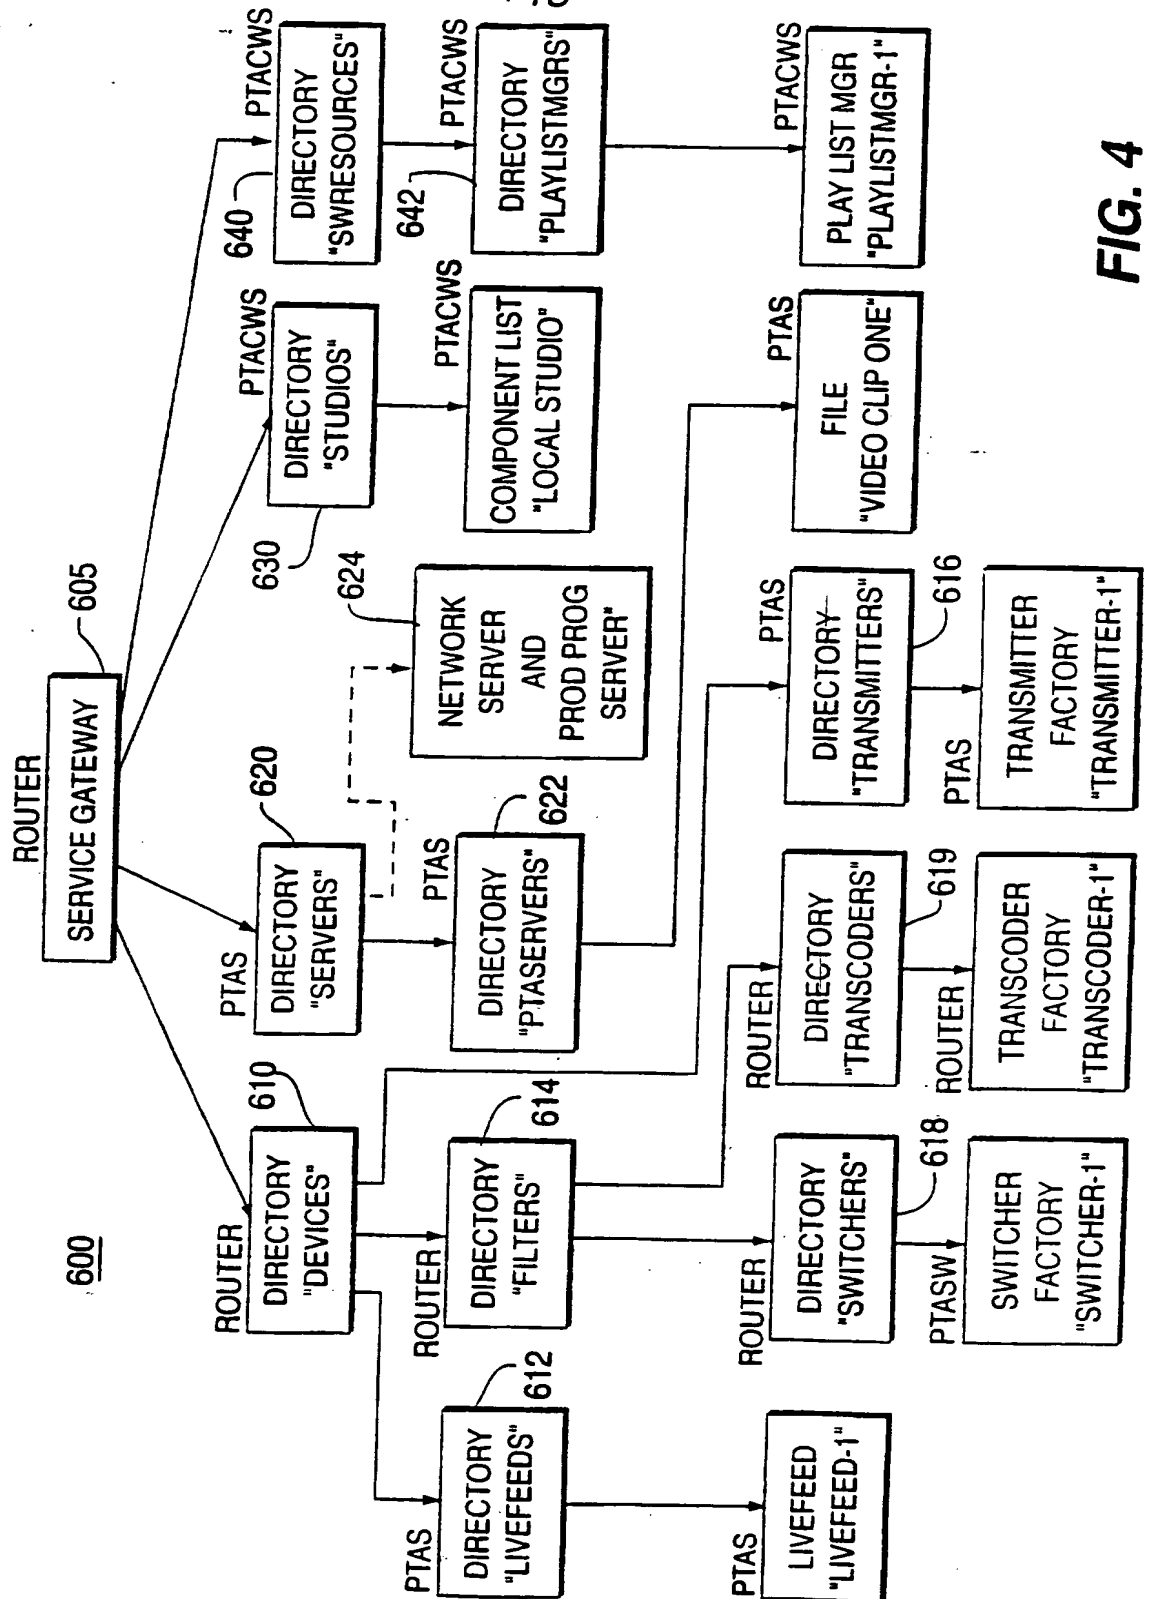 600
ROUTER
SERVICE GATEWAY
605
ROUTER
DIRECTORY
"DEVICES"
610
PTAS
DIRECTORY
"SERVERS"
620
DIRECTORY
"STUDIOS"
PTACWS
630
DIRECTORY
"SWRESOURCES"
PTACWS
640
PTAS
DIRECTORY
"LIVEFEEDS"
612
ROUTER
DIRECTORY
"FILTERS"
614
PTAS
DIRECTORY
"PTASERVERS"
622
NETWORK
SERVER
AND
PROD PROG
SERVER"
624
COMPONENT LIST
"LOCAL STUDIO"
PTACWS
642
DIRECTORY
"PLAYLISTMGRS"
PTACWS
PTAS
LIVEFEED
"LIVEFEED-1"
ROUTER
DIRECTORY
"SWITCHERS"
618
ROUTER
DIRECTORY
"TRANSCODERS"
619
DIRECTORY
"TRANSMITTERS"
PTAS
616
FILE
"VIDEO CLIP ONE"
PTAS
PLAY LIST MGR
"PLAYLISTMGR-1"
PTACWS
PTASW
SWITCHER
FACTORY
"SWITCHER-1"
ROUTER
TRANSCODER
FACTORY
"TRANSCODER-1"
PTAS
TRANSMITTER
FACTORY
"TRANSMITTER-1"
FIG. 4